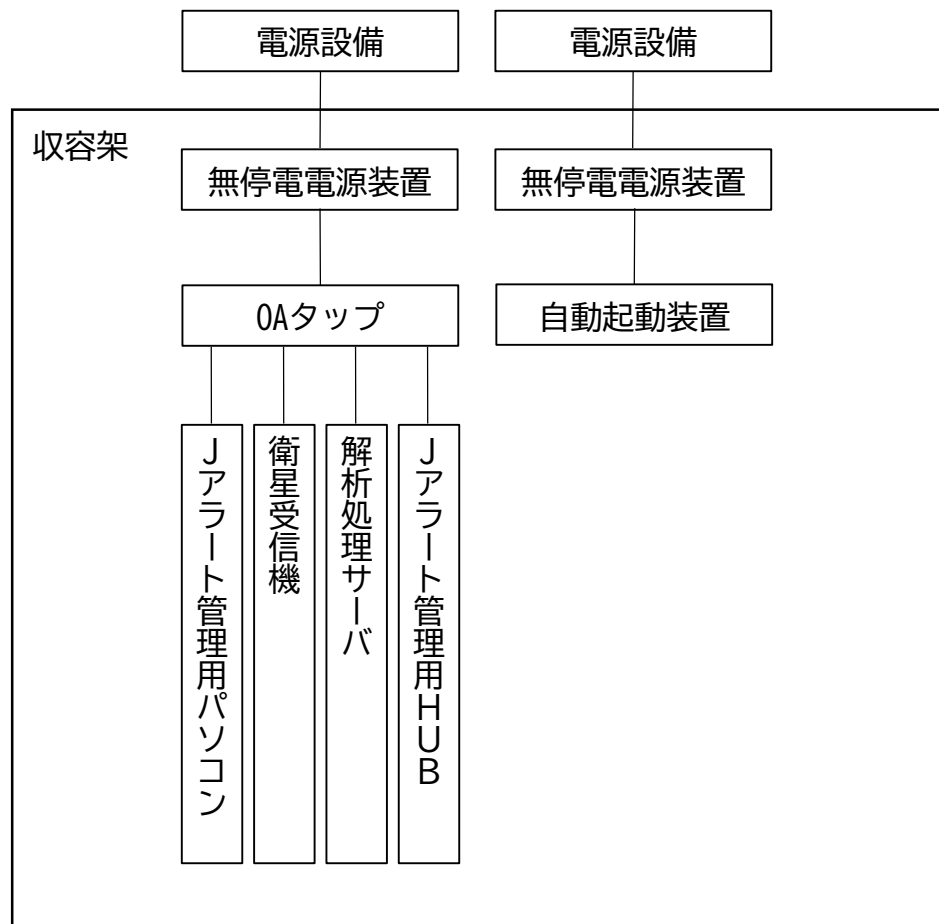 電源設備
電源設備
収容架
無停電電源装置
無停電電源装置
OAタップ
自動起動装置
Jアラート管理用パソコン
衛星受信機
解析処理サーバ
Jアラート管理用HUB